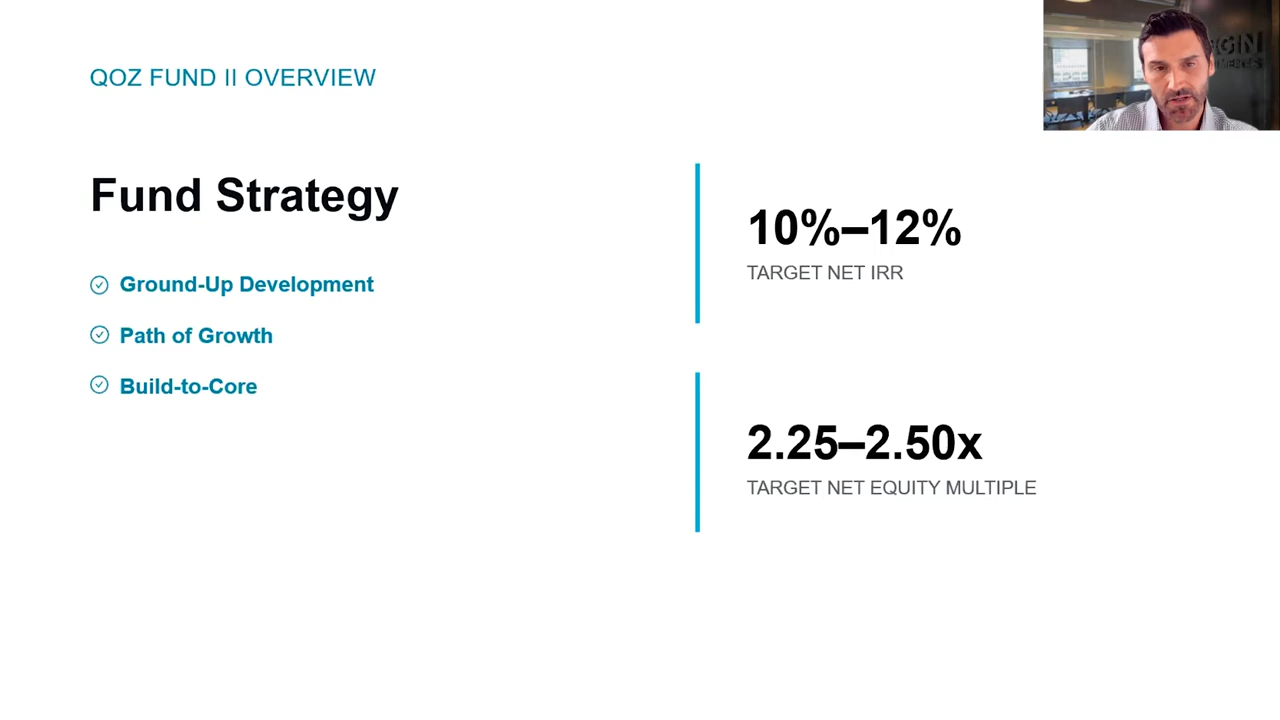 QOZ FUND II OVERVIEW
Fund Strategy
Ground-Up Development
Path of Growth
Build-to-Core
10%–12%
TARGET NET IRR
2.25–2.50x
TARGET NET EQUITY MULTIPLE